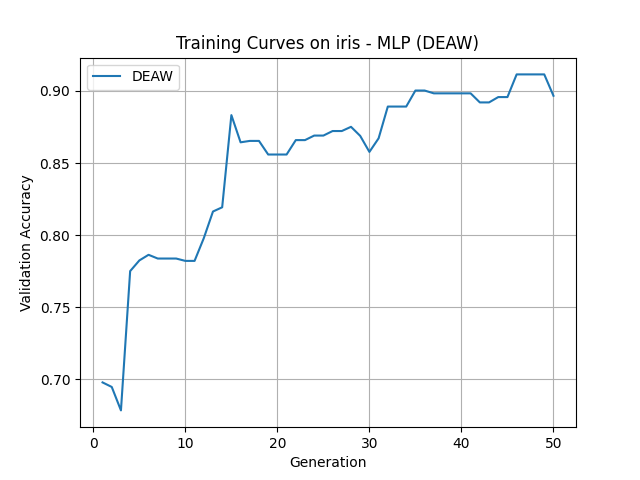 Training Curves on iris - MLP (DEAW)
DEAW
Validation Accuracy
0.90
0.85
0.80
0.75
0.70
0 10 20 30 40 50
Generation